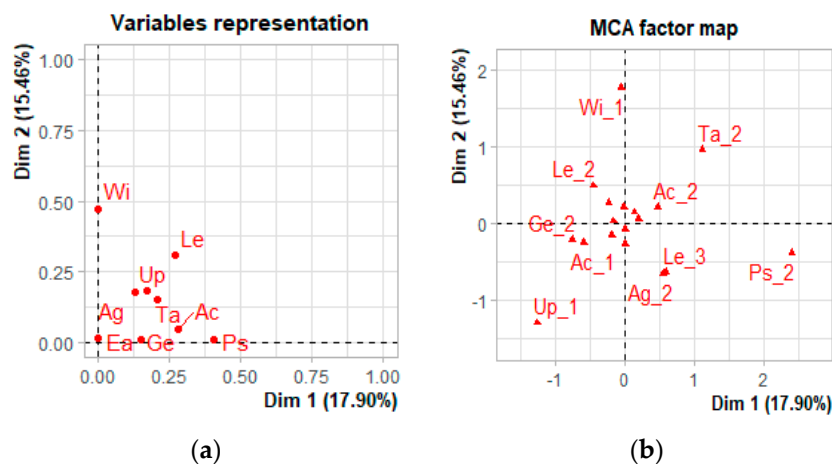 Variables representation
Dim 2 (15.46%)
1.00
0.75
0.50
0.25
0.00
Wi
Le
Up
Ag
Ta
Ac
Ea
Ge
Ps
0.00 0.25 0.50 0.75 1.00
Dim 1 (17.90%)
(a)
MCA factor map
Dim 2 (15.46%)
2
1
0
-1
Wi_1
Ta_2
Le_2
Ac_2
Ge_2
Ac_1
Le_3
Ps_2
Ag_2
Up_1
-1 0 1 2
Dim 1 (17.90%)
(b)